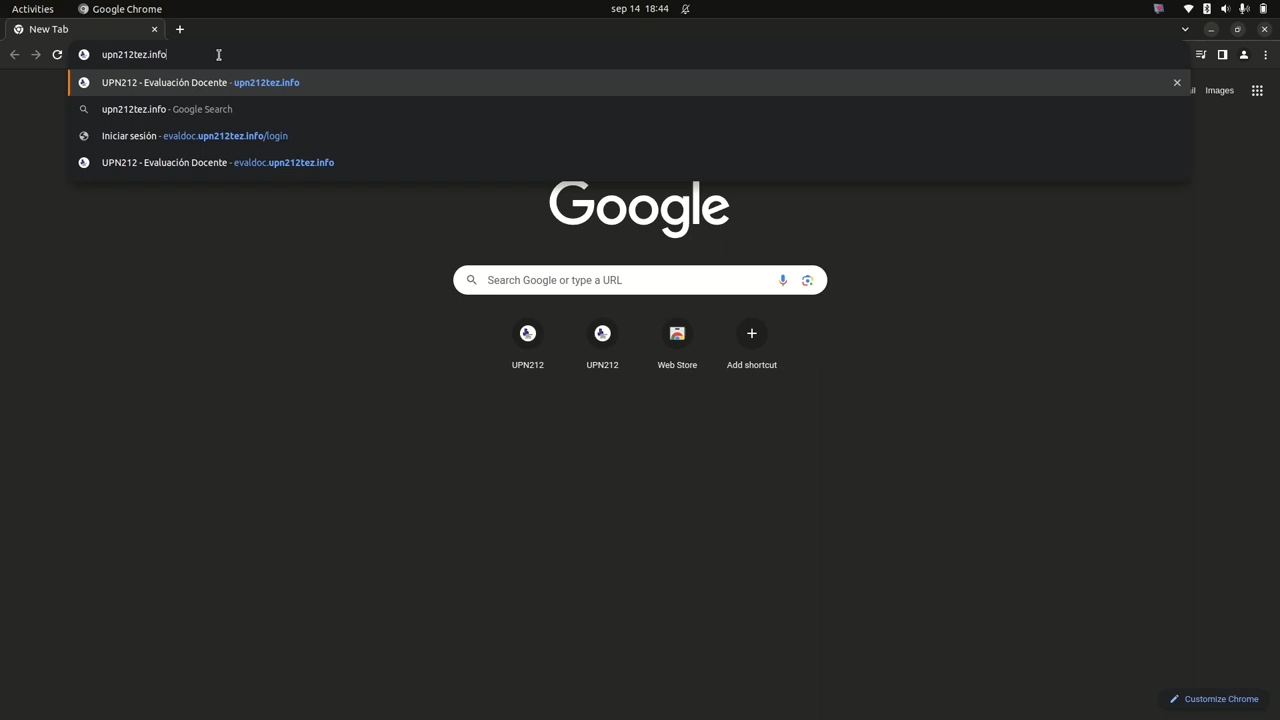 Activities
Google Chrome
sep 14 18:44
New Tab
upn212tez.info
UPN212 - Evaluación Docente - upn212tez.info
upn212tez.info - Google Search
Iniciar sesión - evaldoc.upn212tez.info/login
UPN212 - Evaluación Docente - evaldoc.upn212tez.info
Images
Google
Search Google or type a URL
UPN212
UPN212
Web Store
Add shortcut
Customize Chrome